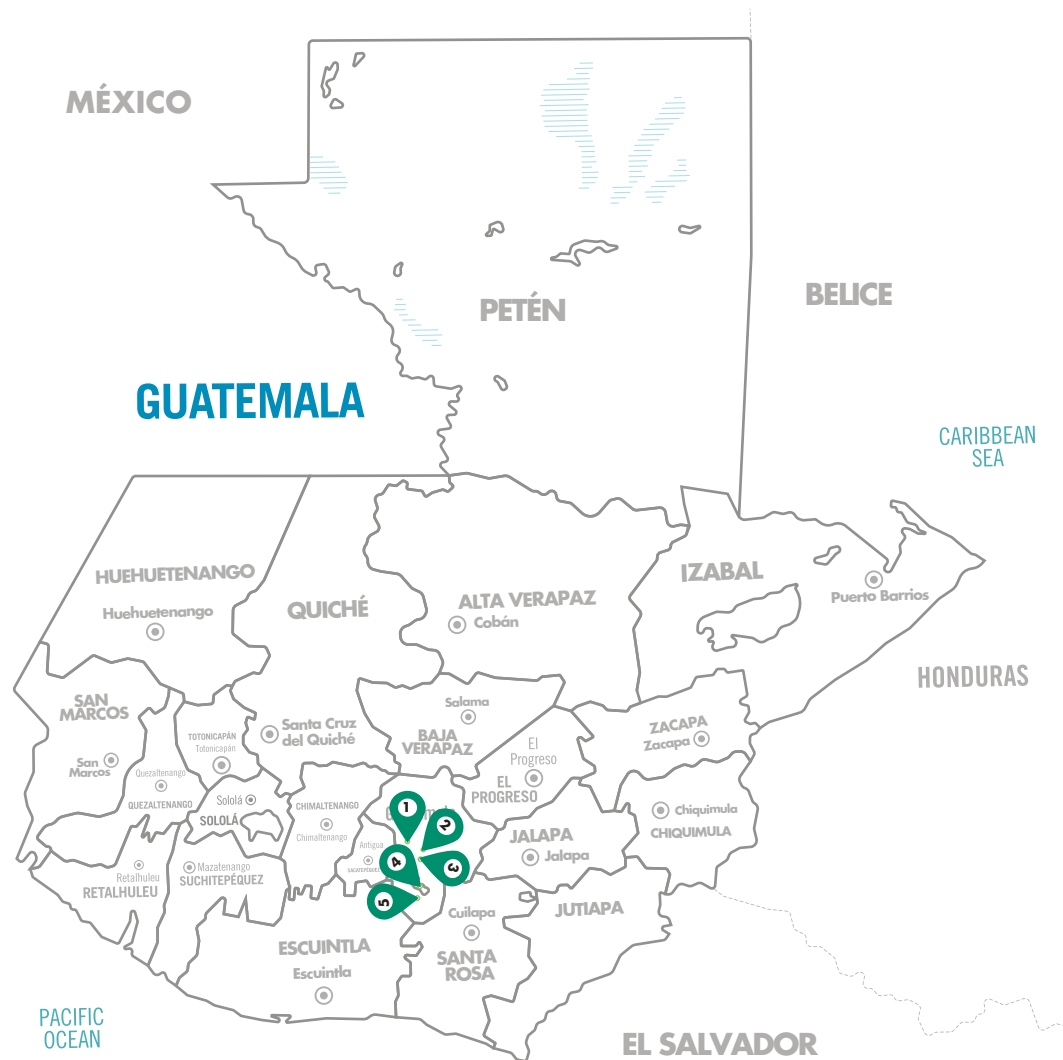 MÉXICO
BELICE
PETÉN
GUATEMALA
CARIBBEAN
SEA
HUEHUETENANGO
Huehuetenango
QUICHÉ
ALTA VERAPAZ
Cobán
IZABAL
Puerto Barrios
HONDURAS
SAN
MARCOS
San
Marcos
TOTONICAPÁN
Totonicapán
Quezaltenango
QUEZALTENANGO
Santa Cruz
del Quiché
Salama
BAJA
VERAPAZ
El
Progreso
EL
PROGRESO
ZACAPA
Zacapa
Sololá
SOLOLÁ
CHIMALTENANGO
Chimaltenango
1
2
3
4
5
Antigua
SACATEPÉQUEZ
JALAPA
Jalapa
Chiquimula
CHIQUIMULA
Retalhuleu
RETALHULEU
Mazatenango
SUCHITEPÉQUEZ
ESCUINTLA
Escuintla
Cuilapa
SANTA
ROSA
JUTIAPA
PACIFIC
OCEAN
EL SALVADOR